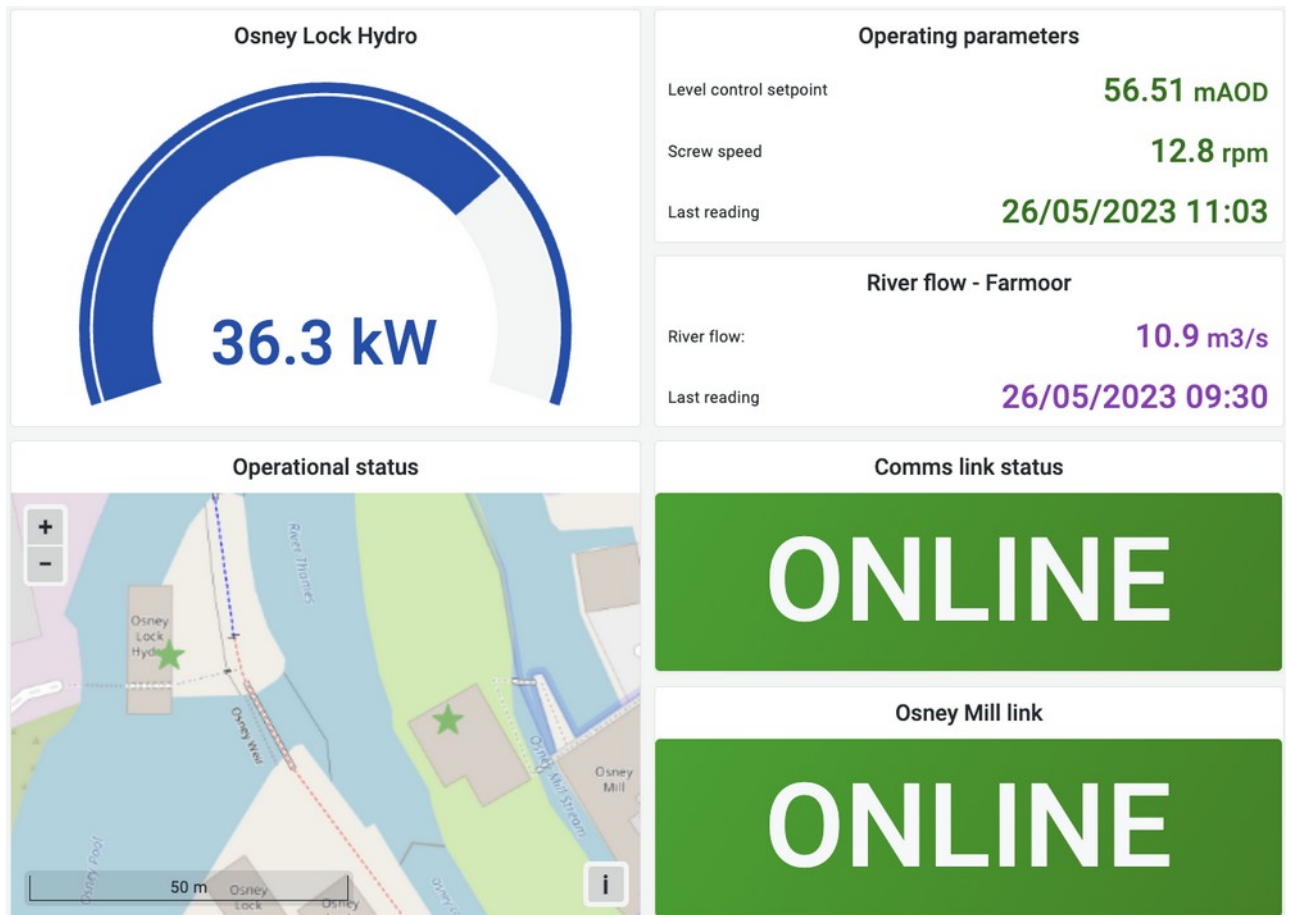 Osney Lock Hydro
36.3 kW
Operating parameters
Level control setpoint
56.51 mAOD
Screw speed
12.8 rpm
Last reading
26/05/2023 11:03
River flow - Farmoor
River flow:
10.9 m3/s
Last reading
26/05/2023 09:30
Operational status
+
−
River Thames
Osney
Lock
Hydro
Osney Weir
Osney Mill Stream
Osney
Mill
Osney Pool
50 m
Osney
Lock
Osney
i
Comms link status
ONLINE
Osney Mill link
ONLINE